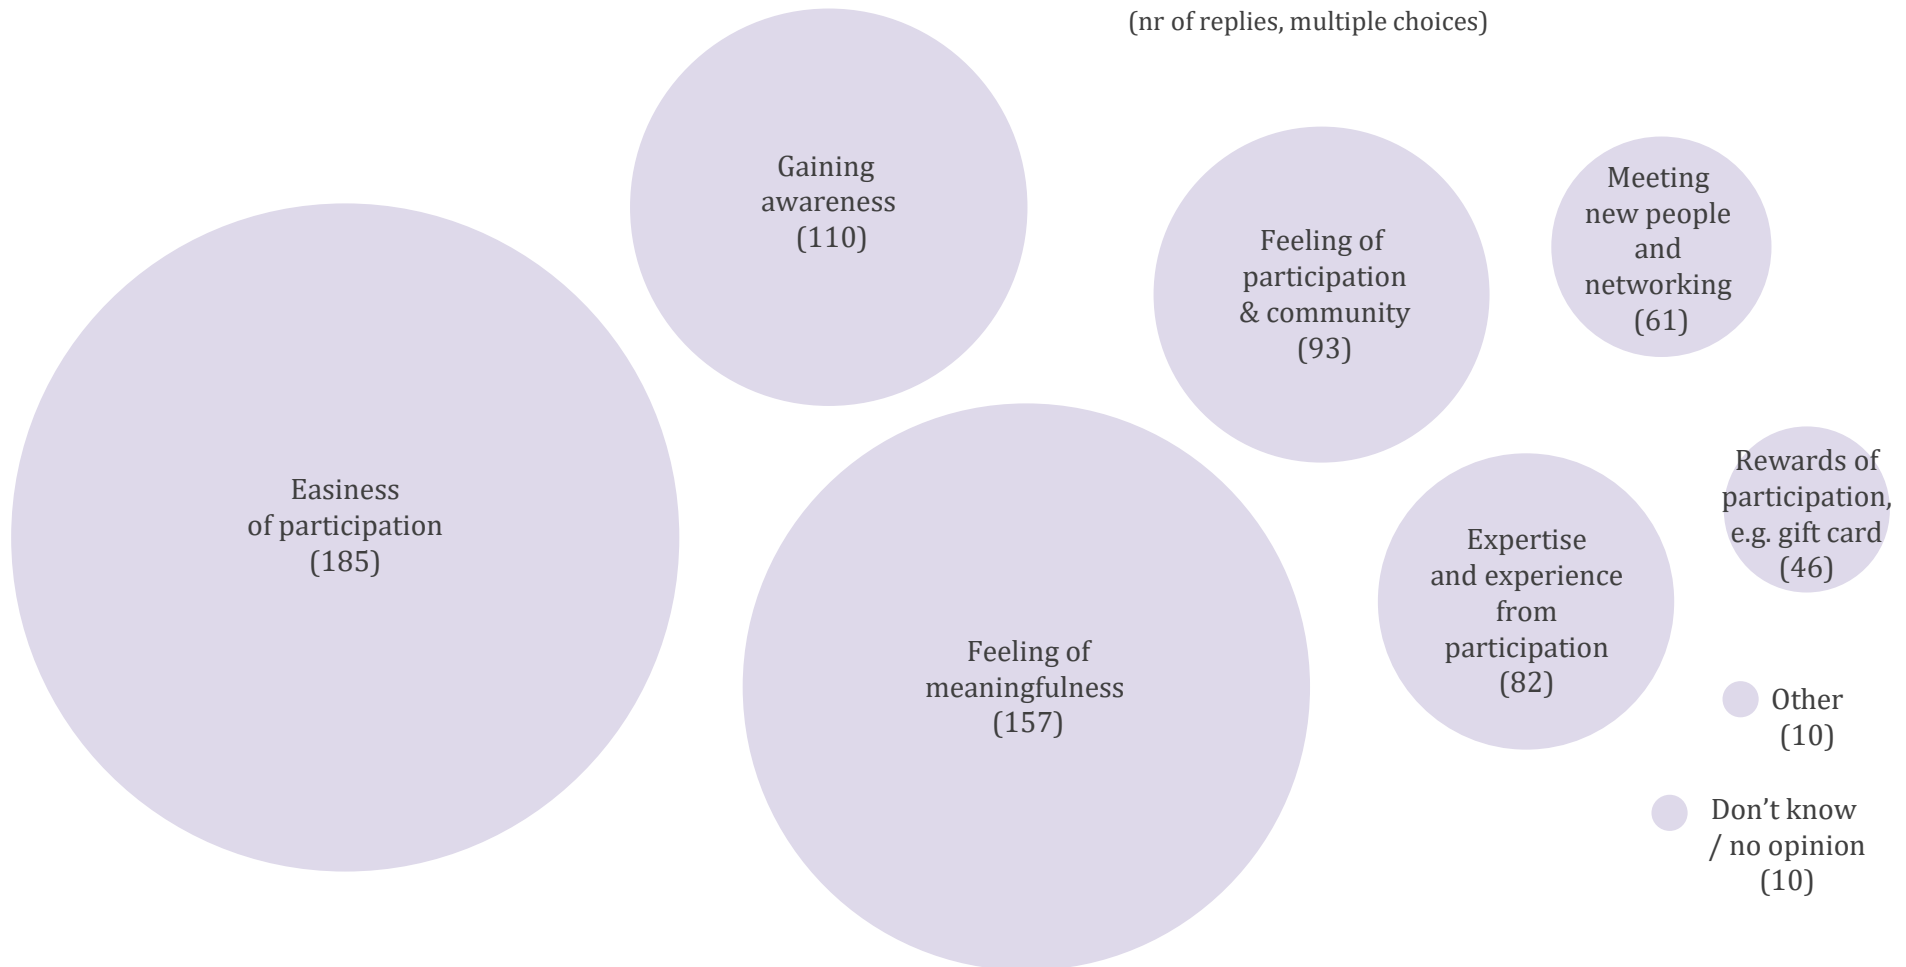 (nr of replies, multiple choices)
Gaining
awareness
(110)
Feeling of
participation
& community
(93)
Meeting
new people
and
networking
(61)
Easiness
of participation
(185)
Feeling of
meaningfulness
(157)
Expertise
and experience
from
participation
(82)
Rewards of
participation,
e.g. gift card
(46)
Other
(10)
Don’t know
/ no opinion
(10)